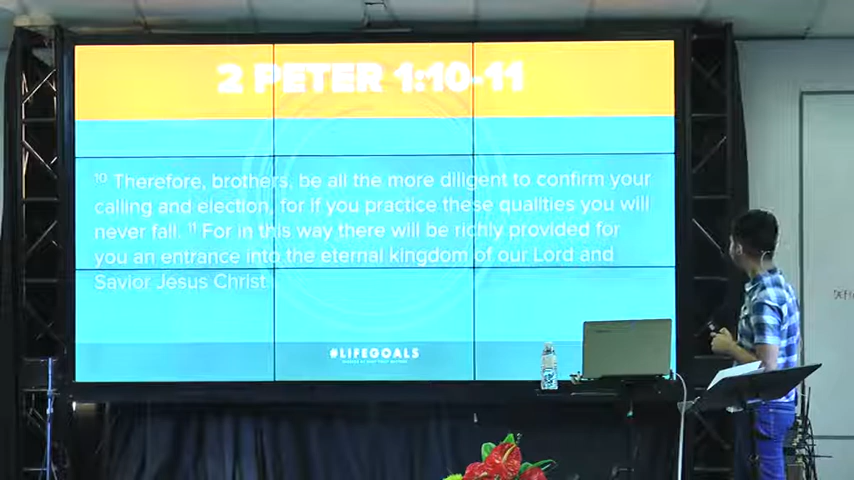 2 PETER 1:10-11
10 Therefore, brothers, be all the more diligent to confirm your
calling and election, for if you practice these qualities you will
never fall. 11 For in this way there will be richly provided for
you an entrance into the eternal kingdom of our Lord and
Savior Jesus Christ
#LIFEGOALS